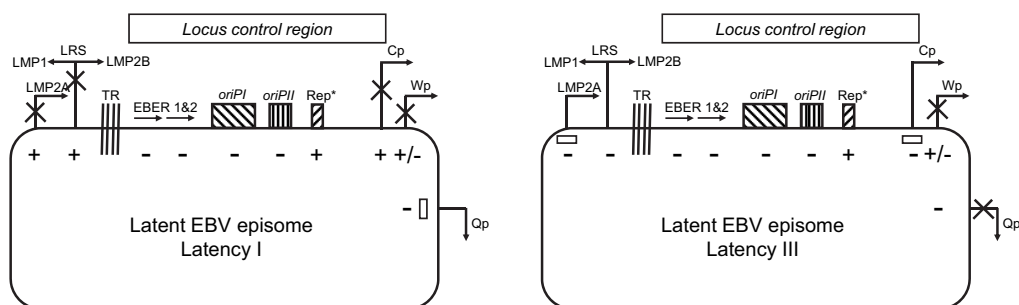 Locus control region
LRS
LMP1
LMP2B
LMP2A
TR
EBER 1&2
oriPI
oriPII
Rep*
Cp
Wp
+ + - - - - + + +/-
-
Qp
Latent EBV episome
Latency I
Locus control region
LRS
LMP1
LMP2B
LMP2A
TR
EBER 1&2
oriPI
oriPII
Rep*
Cp
Wp
- - - - - - + - +/-
-
Qp
Latent EBV episome
Latency III